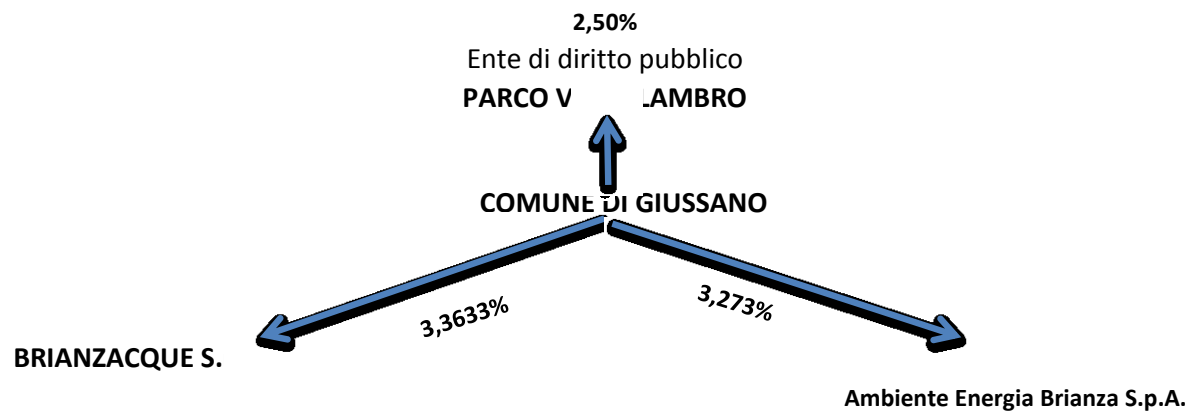 2,50%
Ente di diritto pubblico
PARCO V LAMBRO
COMUNE DI GIUSSANO
3,3633%
3,273%
BRIANZACQUE S.
Ambiente Energia Brianza S.p.A.